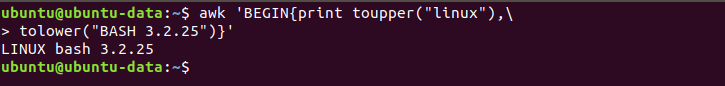 ubuntu@ubuntu-data:~$ awk 'BEGIN{print toupper("linux"),\
> tolower("BASH 3.2.25")}'
LINUX bash 3.2.25
ubuntu@ubuntu-data:~$